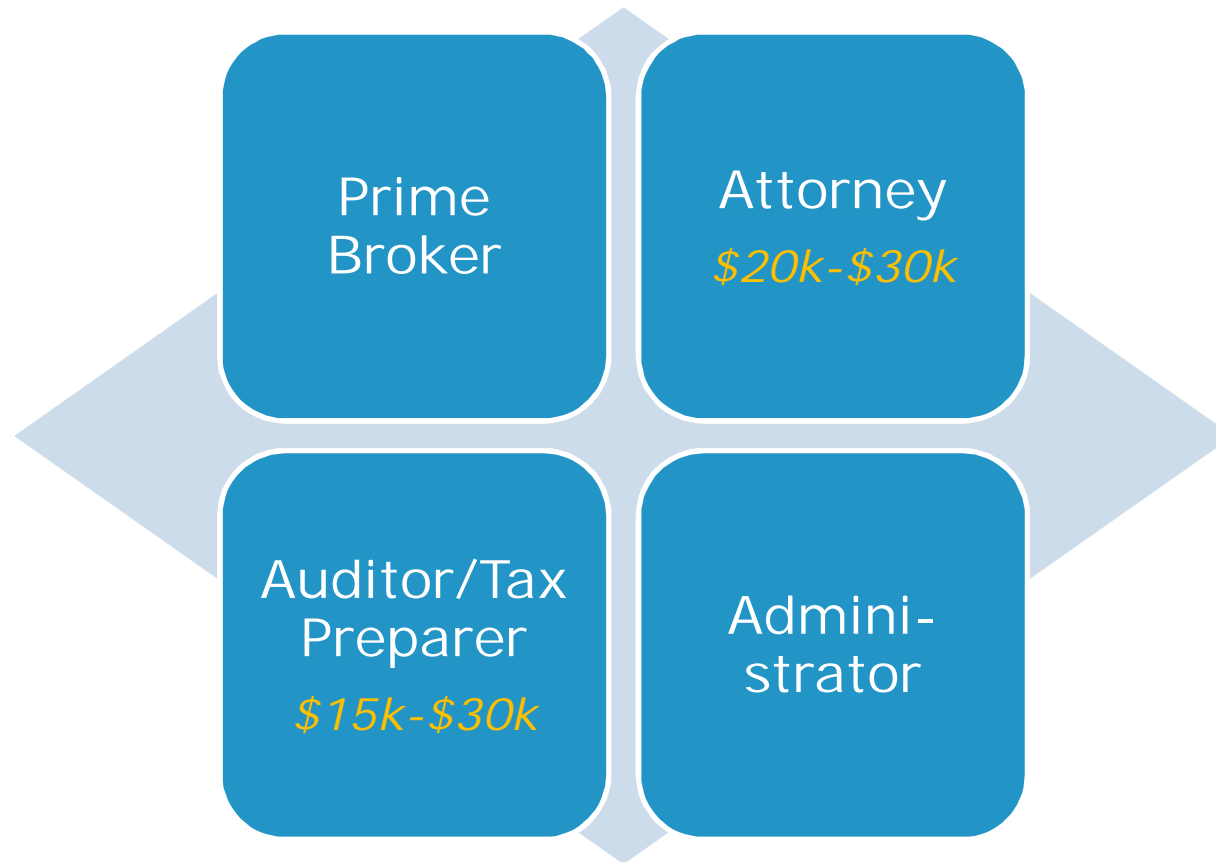 Prime
Broker
Attorney
$20k-$30k
Auditor/Tax
Preparer
$15k-$30k
Admini-
strator